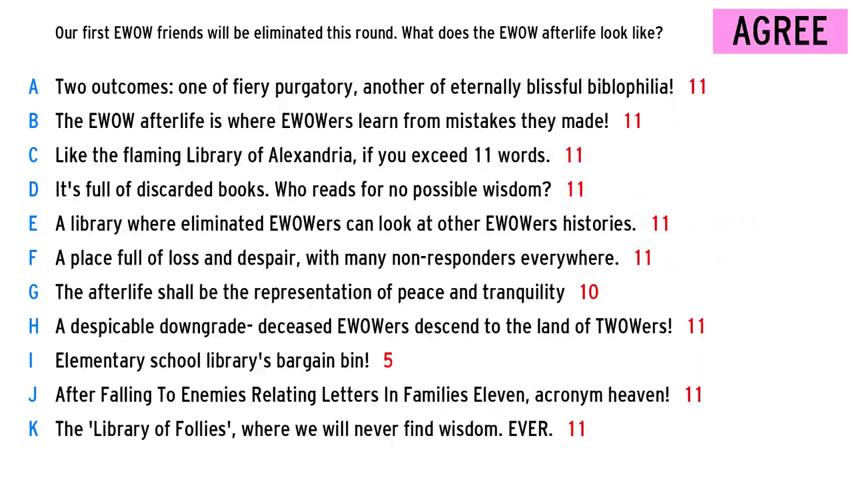 Our first EWOW friends will be eliminated this round. What does the EWOW afterlife look like?
AGREE
A Two outcomes: one of fiery purgatory, another of eternally blissful biblophilia! 11
B The EWOW afterlife is where EWOWers learn from mistakes they made! 11
C Like the flaming Library of Alexandria, if you exceed 11 words. 11
D It's full of discarded books. Who reads for no possible wisdom? 11
E A library where eliminated EWOWers can look at other EWOWers histories. 11
F A place full of loss and despair, with many non-responders everywhere. 11
G The afterlife shall be the representation of peace and tranquility 10
H A despicable downgrade- deceased EWOWers descend to the land of TWOWers! 11
I Elementary school library's bargain bin! 5
J After Falling To Enemies Relating Letters In Families Eleven, acronym heaven! 11
K The 'Library of Follies', where we will never find wisdom. EVER. 11